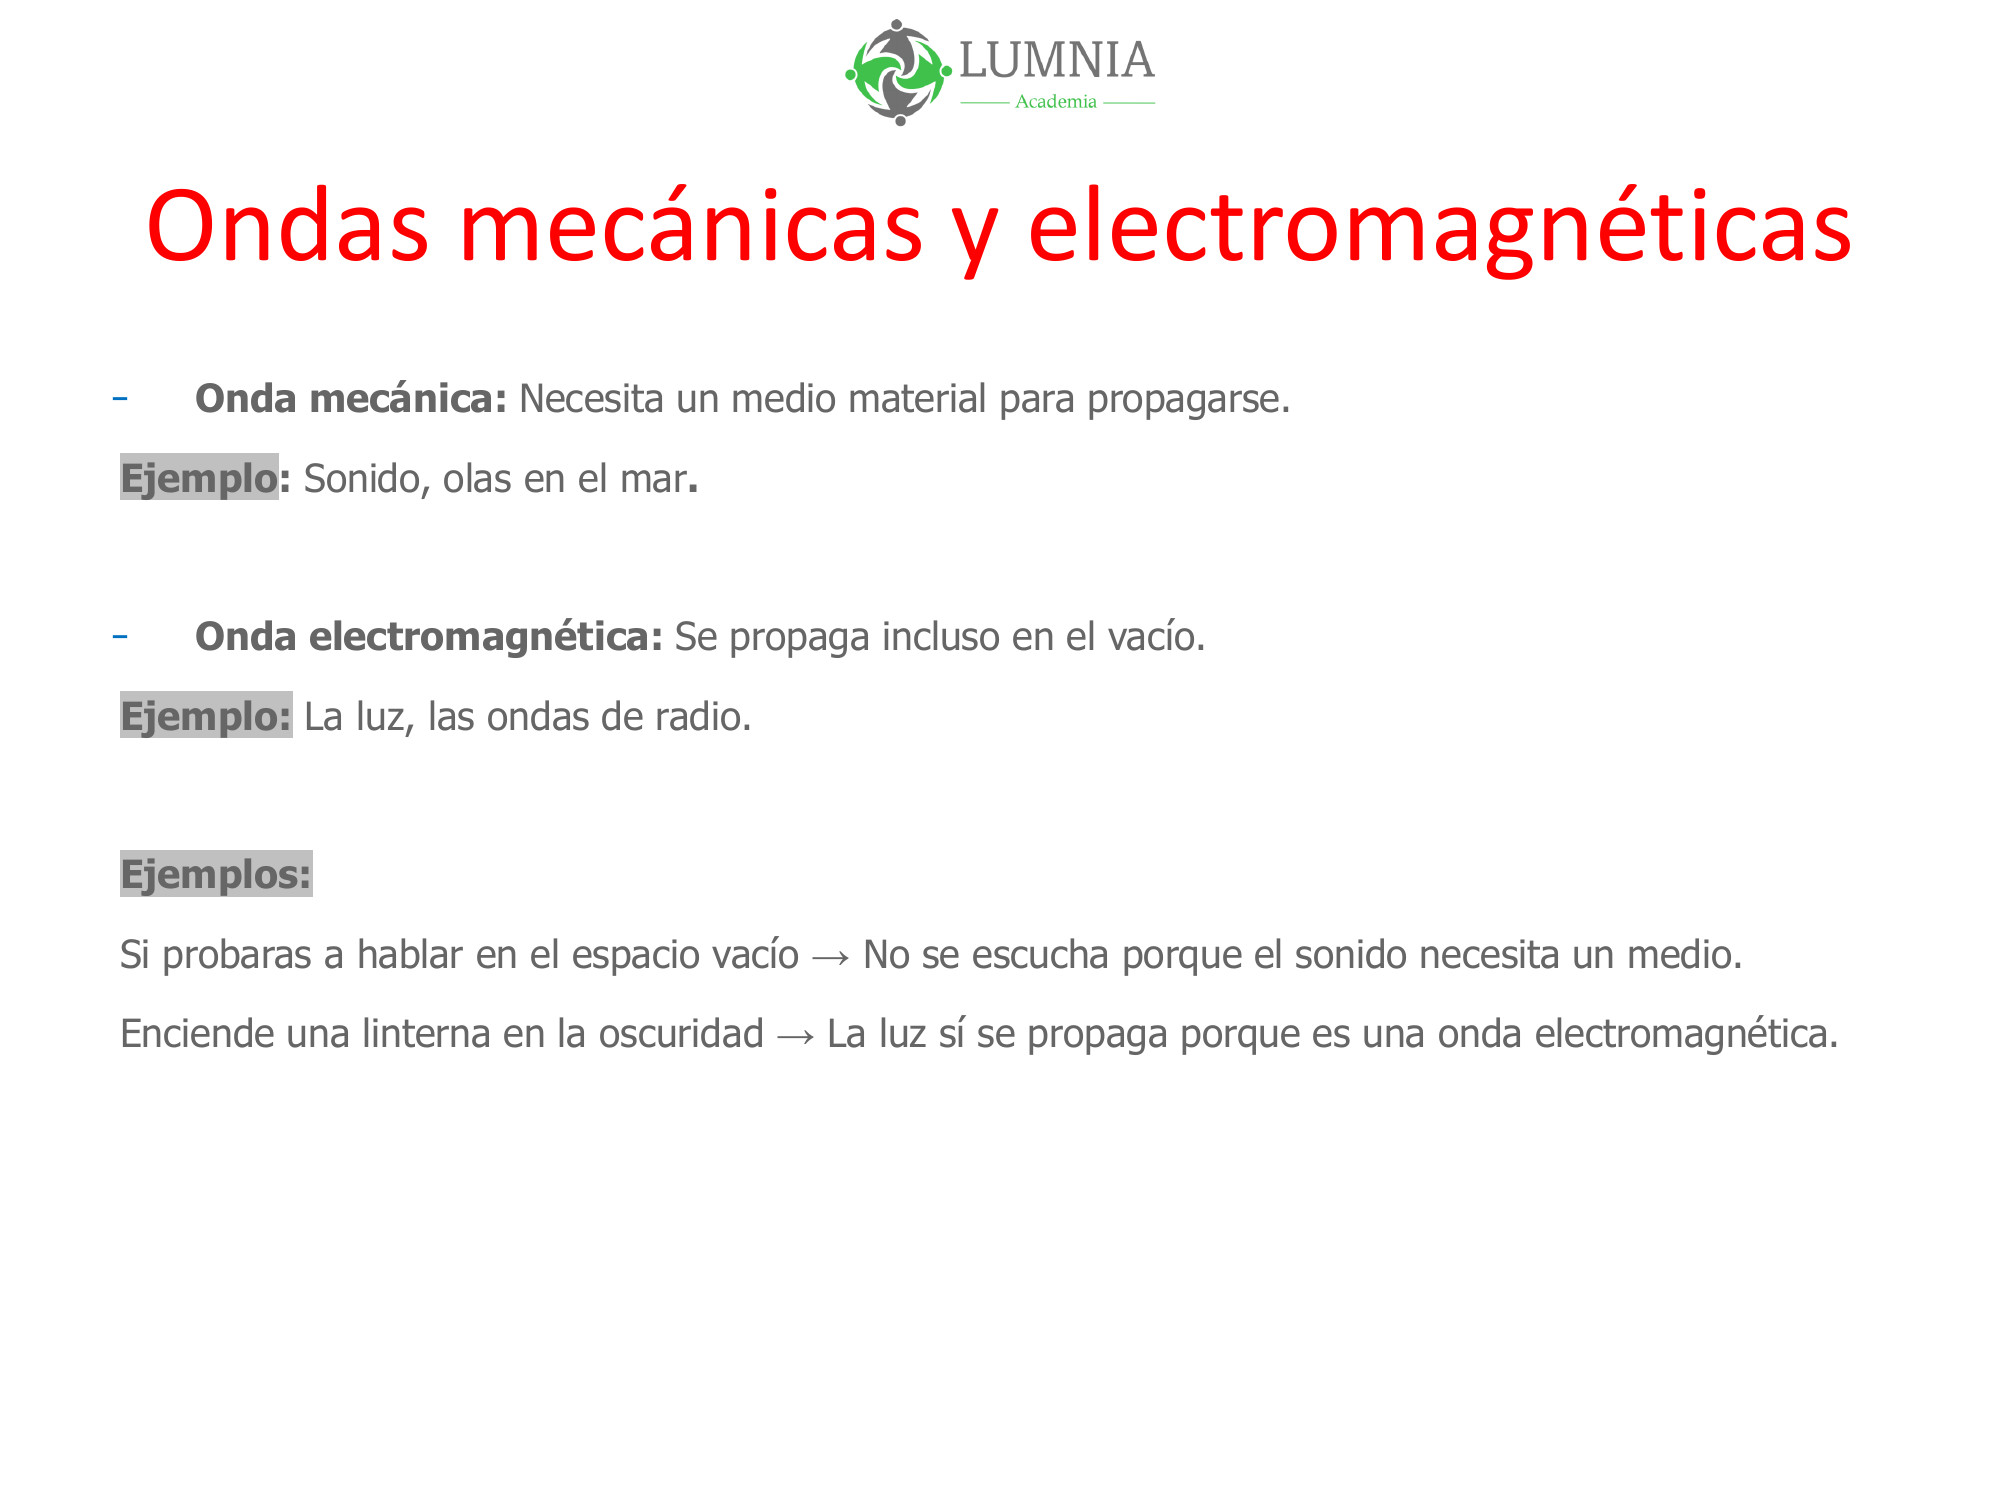 LUMNIA
Academia
Ondas mecánicas y electromagnéticas
- Onda mecánica: Necesita un medio material para propagarse.
Ejemplo: Sonido, olas en el mar.
- Onda electromagnética: Se propaga incluso en el vacío.
Ejemplo: La luz, las ondas de radio.
Ejemplos:
Si probaras a hablar en el espacio vacío → No se escucha porque el sonido necesita un medio.
Enciende una linterna en la oscuridad → La luz sí se propaga porque es una onda electromagnética.